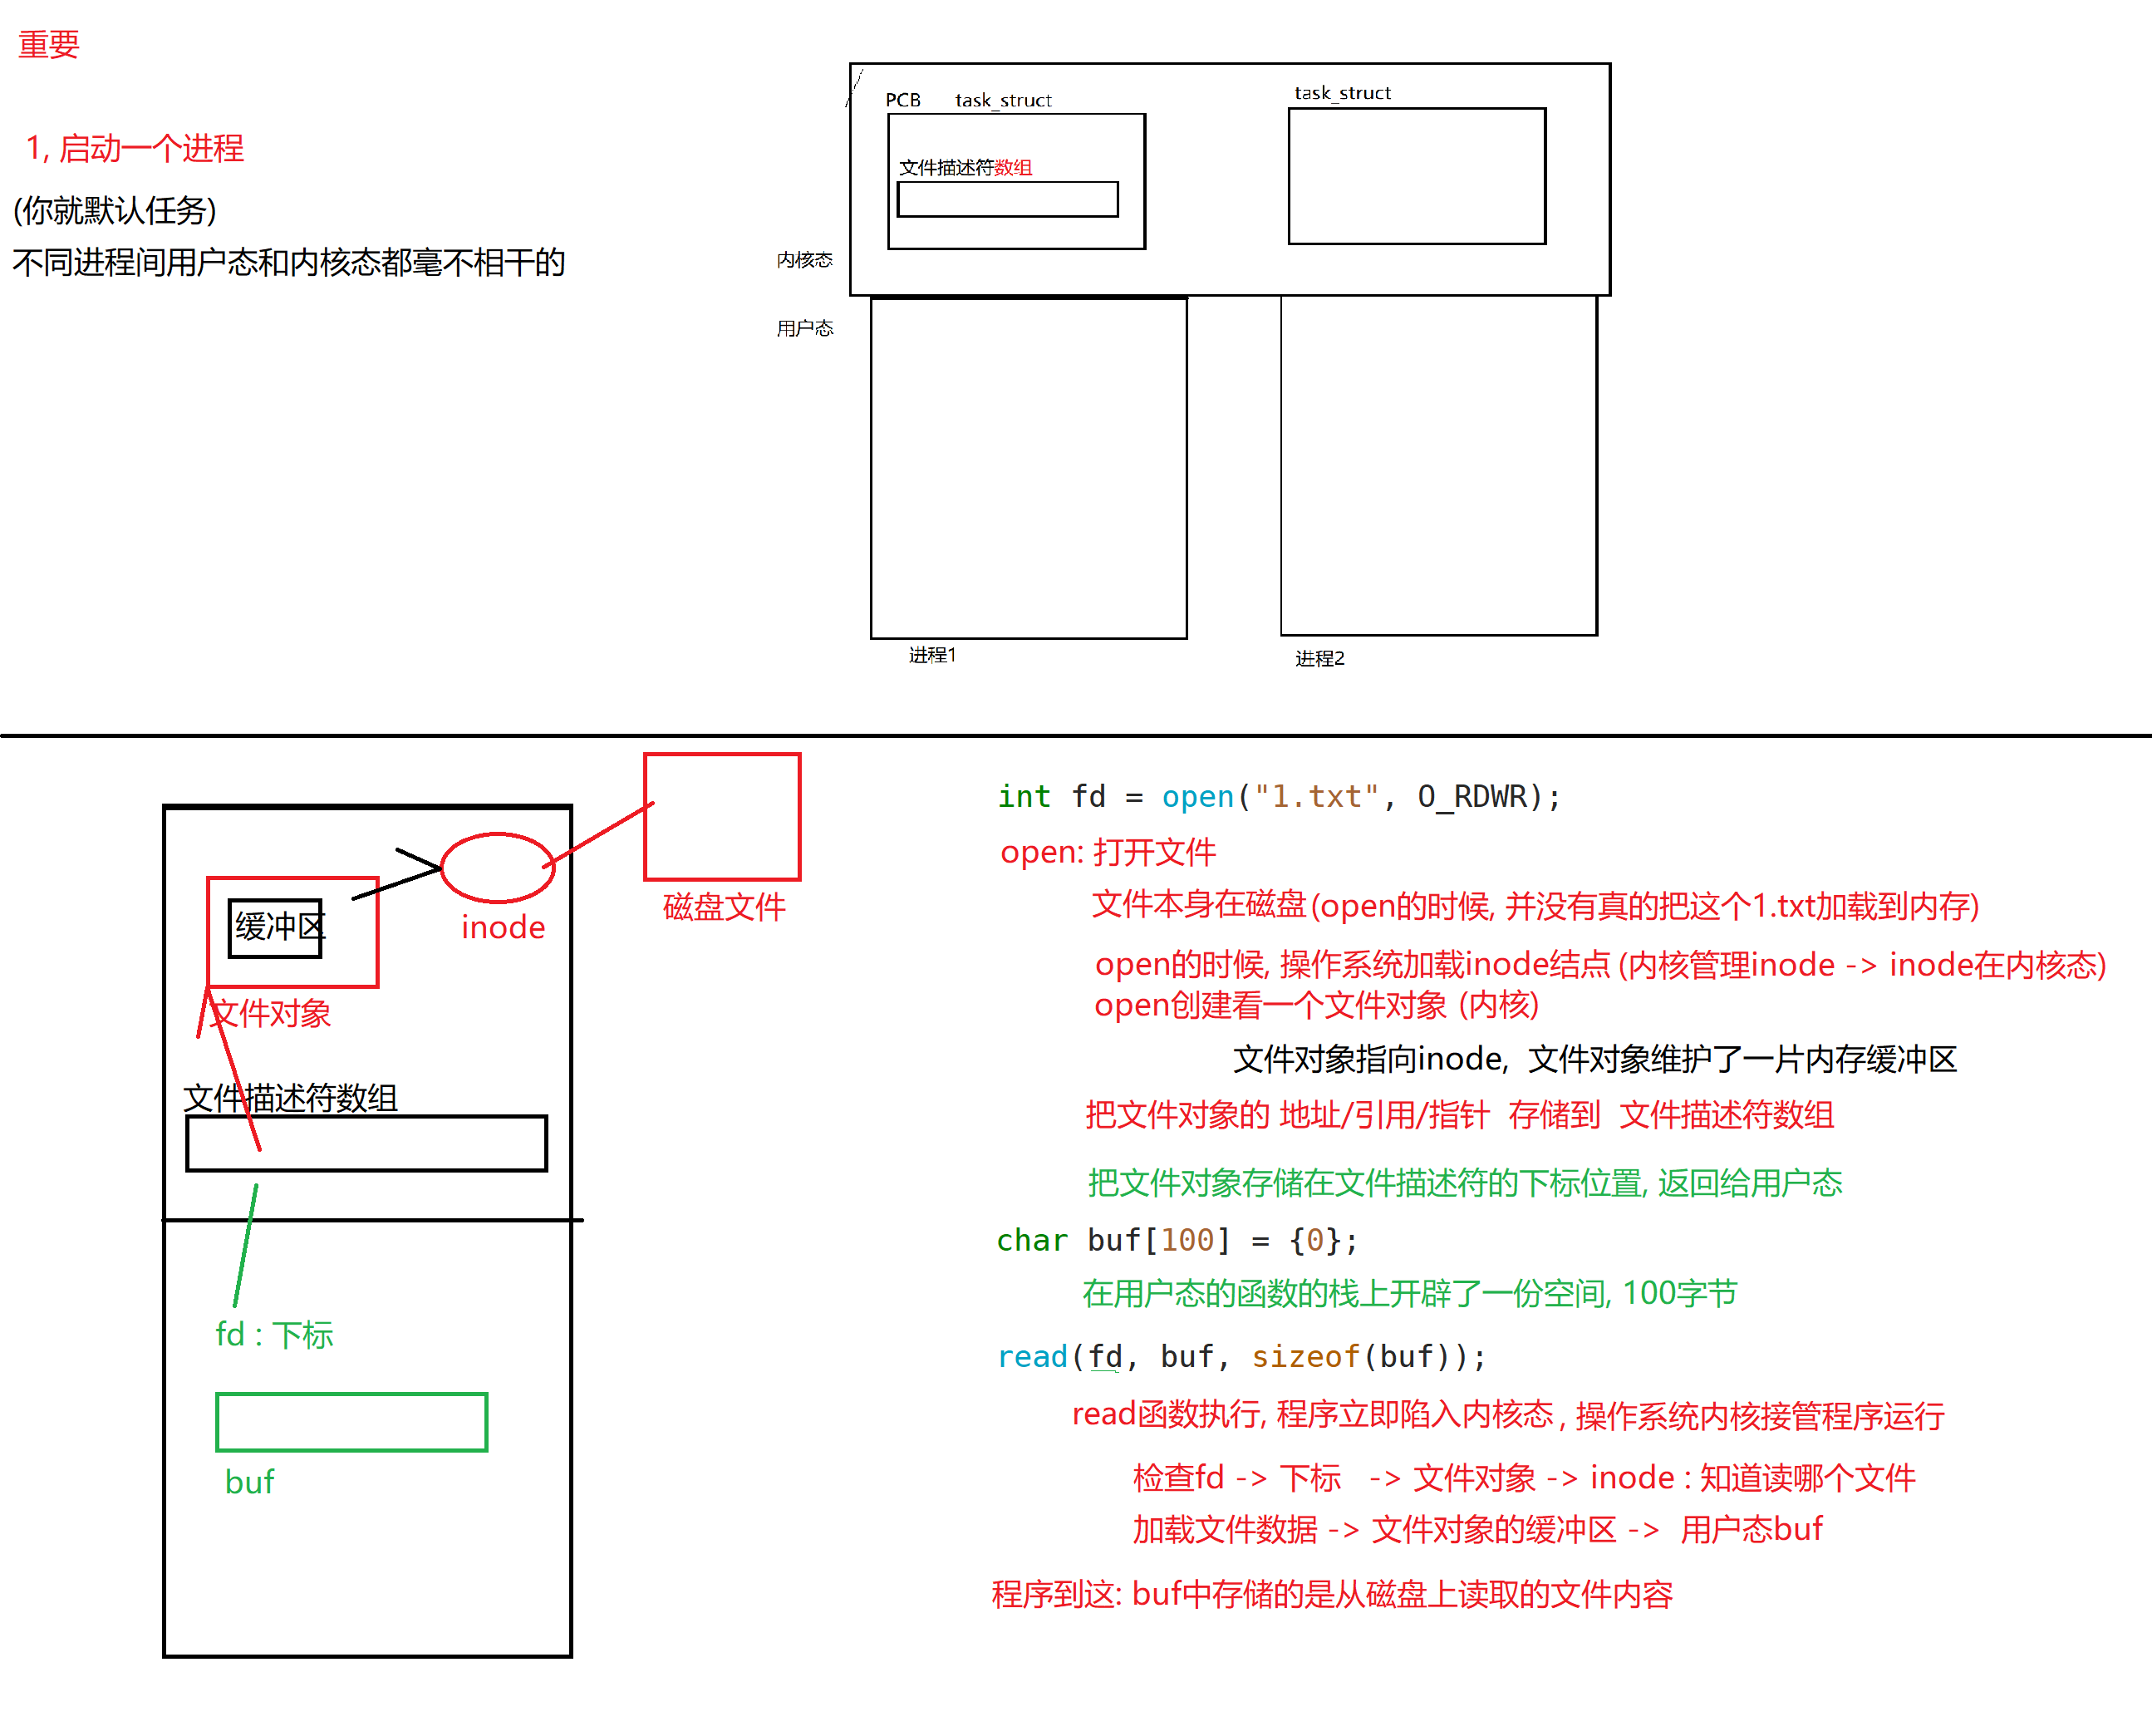 重要
1, 启动一个进程
(你就默认任务)
不同进程间用户态和内核态都毫不相干的
PCB task_struct
task_struct
文件描述符数组
内核态
用户态
进程1
进程2
缓冲区
inode
磁盘文件
文件对象
文件描述符数组
fd : 下标
buf
int fd = open("1.txt", O_RDWR);
open: 打开文件
文件本身在磁盘(open的时候, 并没有真的把这个1.txt加载到内存)
open的时候, 操作系统加载inode结点 (内核管理inode -> inode在内核态)
open创建看一个文件对象 (内核)
文件对象指向inode, 文件对象维护了一片内存缓冲区
把文件对象的 地址/引用/指针 存储到 文件描述符数组
把文件对象存储在文件描述符的下标位置, 返回给用户态
char buf[100] = {0};
在用户态的函数的栈上开辟了一份空间, 100字节
read(fd, buf, sizeof(buf));
read函数执行, 程序立即陷入内核态 , 操作系统内核接管程序运行
检查fd -> 下标 -> 文件对象 -> inode : 知道读哪个文件
加载文件数据 -> 文件对象的缓冲区 -> 用户态buf
程序到这: buf中存储的是从磁盘上读取的文件内容